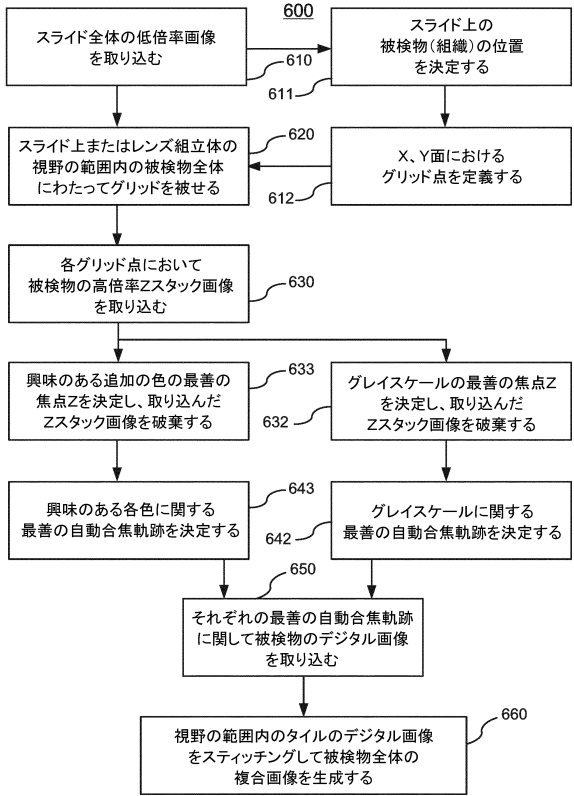 600
スライド全体の低倍率画像
を取り込む
610
スライド上の
被検物(組織)の位置
を決定する
611
スライド上またはレンズ組立体の
視野の範囲内の被検物全体
にわたってグリッドを被せる
620
X、Y面における
グリッド点を定義する
612
各グリッド点において
被検物の高倍率Zスタック画像
を取り込む
630
興味のある追加の色の最善の
焦点Zを決定し、取り込んだ
Zスタック画像を破棄する
633
グレイスケールの最善の焦点Z
を決定し、取り込んだ
Zスタック画像を破棄する
632
興味のある各色に関する
最善の自動合焦軌跡を決定する
643
グレイスケールに関する
最善の自動合焦軌跡を決定する
642
650
それぞれの最善の自動合焦軌跡
に関して被検物のデジタル画像
を取り込む
視野の範囲内のタイルのデジタル画像
をスティッチングして被検物全体の
複合画像を生成する
660